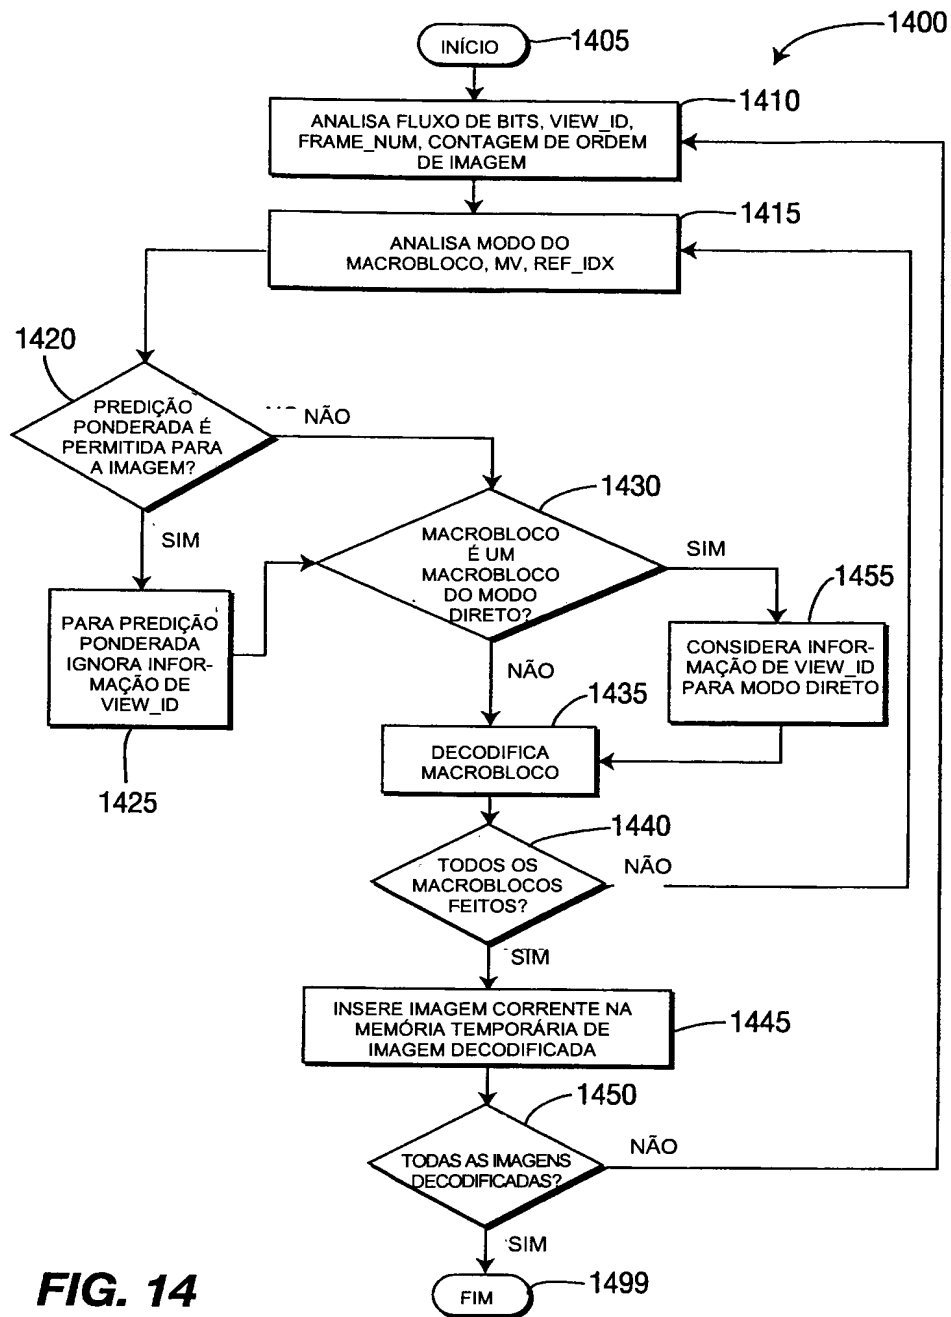 1400
INÍCIO
1405
1410
ANALISA FLUXO DE BITS, VIEW_ID,
FRAME_NUM, CONTAGEM DE ORDEM
DE IMAGEM
1415
ANALISA MODO DO
MACROBLOCO, MV, REF_IDX
1420
PREDIÇÃO
PONDERADA É
PERMITIDA PARA
A IMAGEM?
NÃO
SIM
1430
MACROBLOCO
É UM
MACROBLOCO
DO MODO
DIRETO?
SIM
NÃO
1455
CONSIDERA INFOR-
MAÇÃO DE VIEW_ID
PARA MODO DIRETO
PARA PREDIÇÃO
PONDERADA
IGNORA INFOR-
MAÇÃO DE
VIEW_ID
1425
1435
DECODIFICA
MACROBLOCO
1440
TODOS OS
MACROBLOCOS
FEITOS?
NÃO
SIM
INSERE IMAGEM CORRENTE NA
MEMÓRIA TEMPORÁRIA DE
IMAGEM DECODIFICADA
1445
1450
TODAS AS IMAGENS
DECODIFICADAS?
NÃO
SIM
FIM
1499
FIG. 14